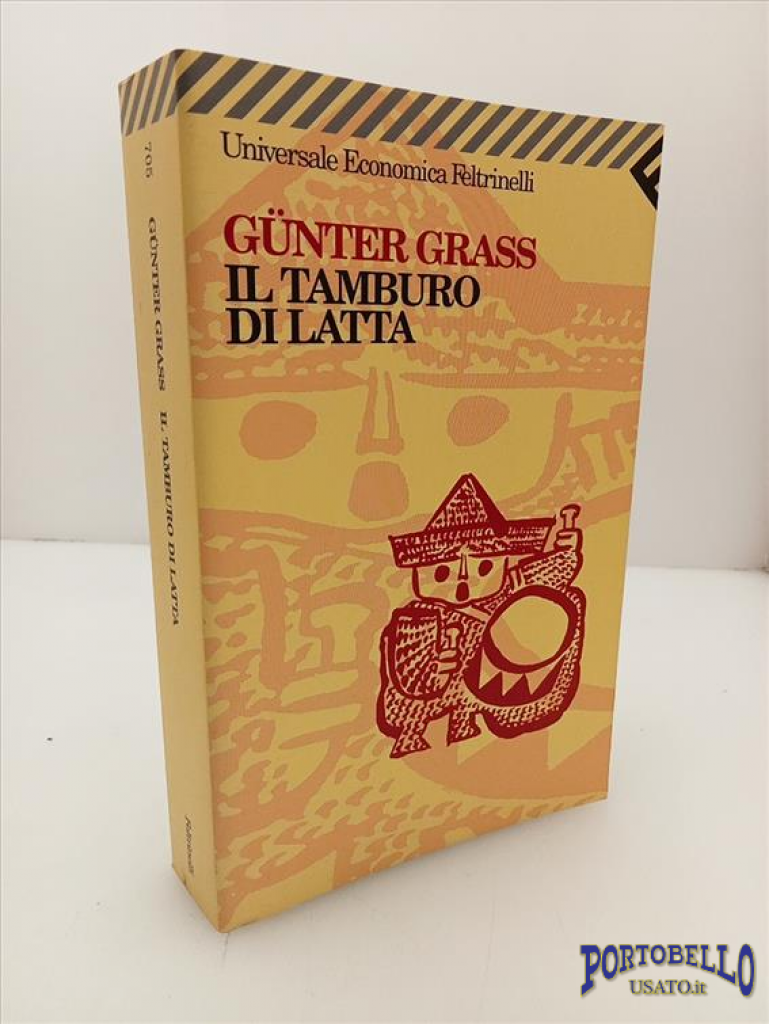 Universale Economica Feltrinelli
GÜNTER GRASS
IL TAMBURO
DI LATTA
705
GÜNTER GRASS IL TAMBURO DI LATTA
Feltrinelli
PORTOBELLO
USATO.it